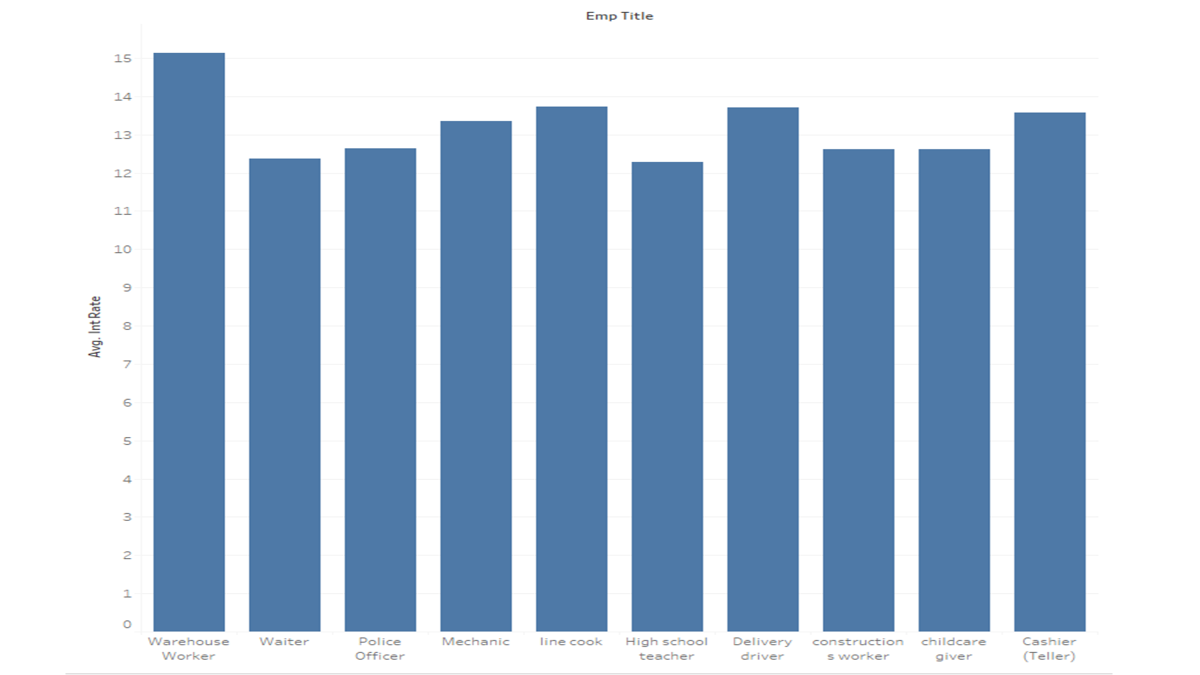 Emp Title
Avg. Int Rate
15
14
13
12
11
10
9
8
7
6
5
4
3
2
1
0
Warehouse
Worker
Waiter
Police
Officer
Mechanic
line cook
High school
teacher
Delivery
driver
construction
s worker
childcare
giver
Cashier
(Teller)